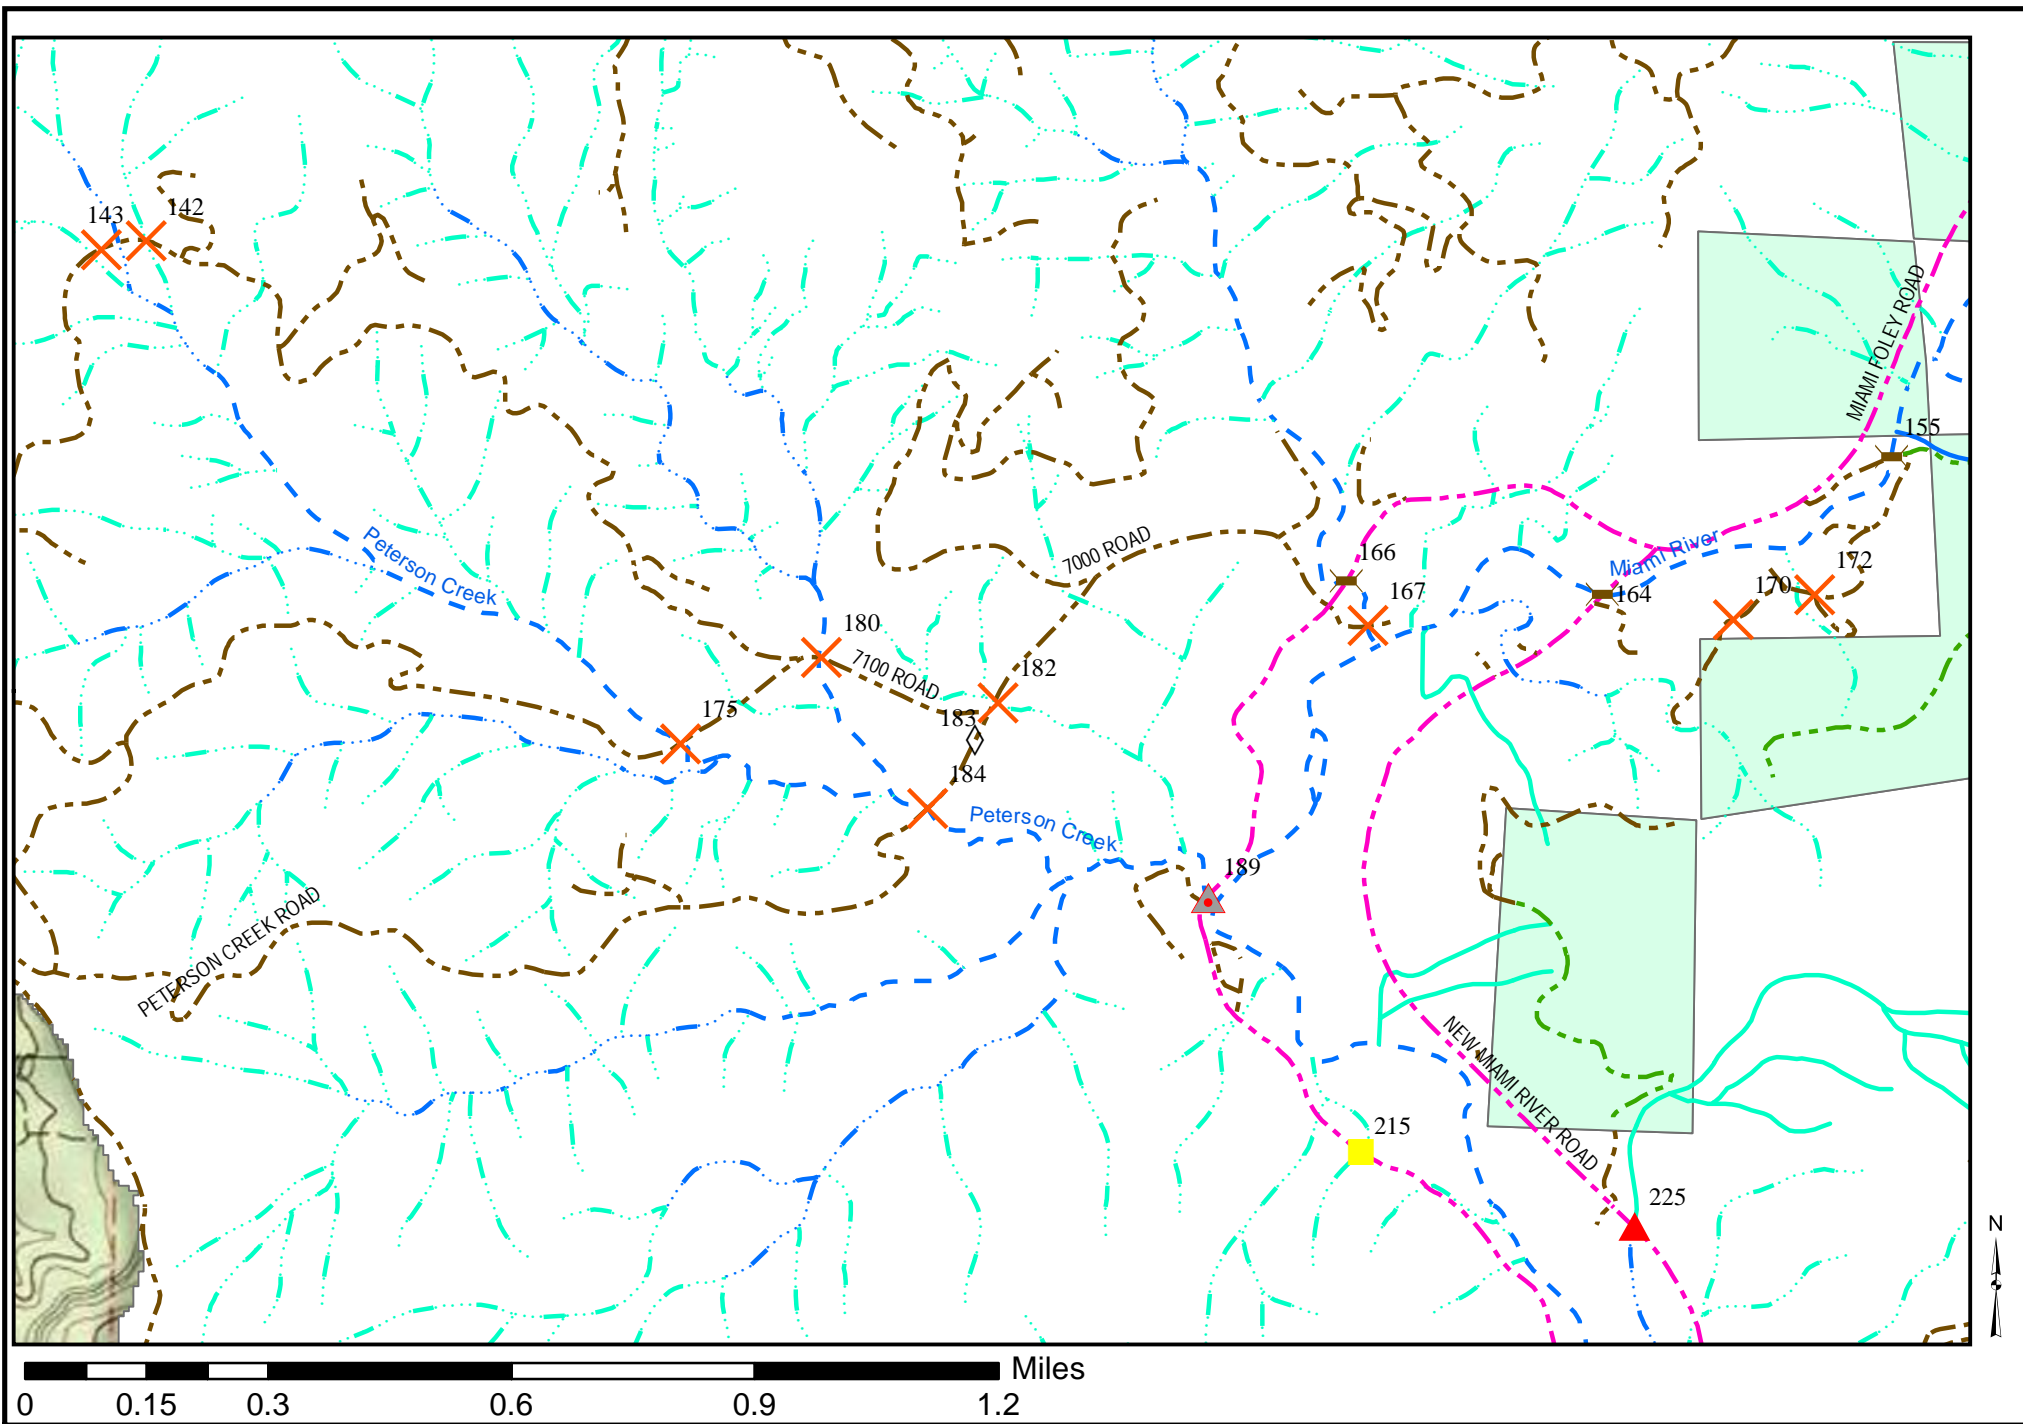 143
142
MIAMI FOLEY ROAD
155
Peterson Creek
7000 ROAD
166
Miami River
172
167
170
164
180
7100 ROAD
182
175
183
184
Peterson Creek
189
PETERSON CREEK ROAD
NEW MIAMI RIVER ROAD
215
225
N
Miles
0 0.15 0.3 0.6 0.9 1.2